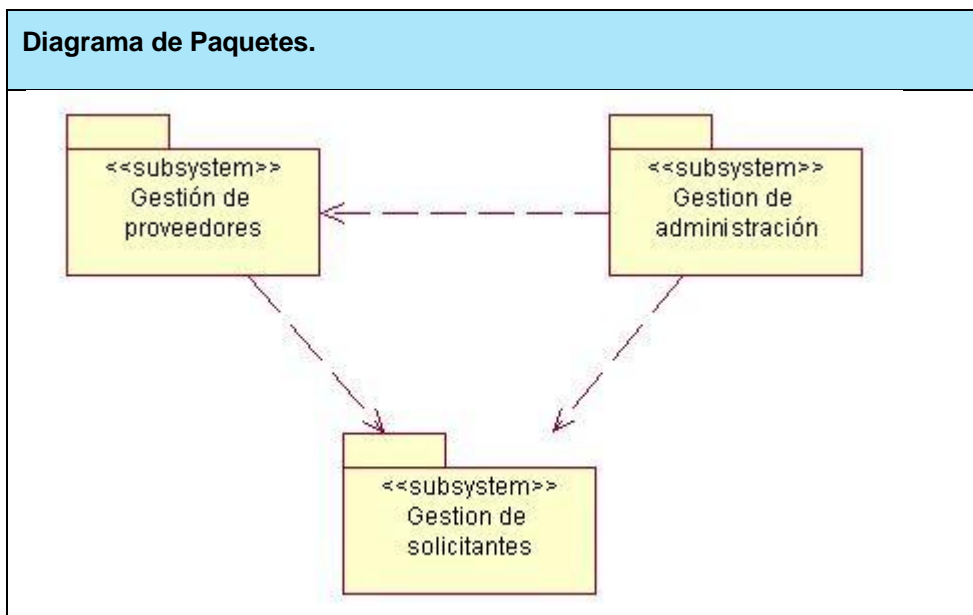 Diagrama de Paquetes.
<<subsystem>>
Gestión de
proveedores
<<subsystem>>
Gestion de
administración
<<subsystem>>
Gestion de
solicitantes